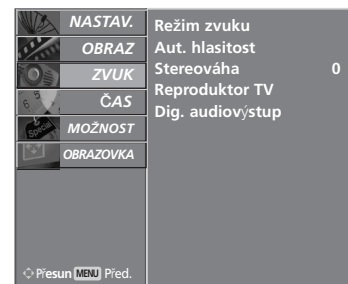 NASTAV.
OBRAZ
ZVUK
ČAS
MOŽNOST
OBRAZOVKA
Přesun MENU Před.
Režim zvuku
Aut. hlasitost
Stereováha 0
Reproduktor TV
Dig. audiovýstup